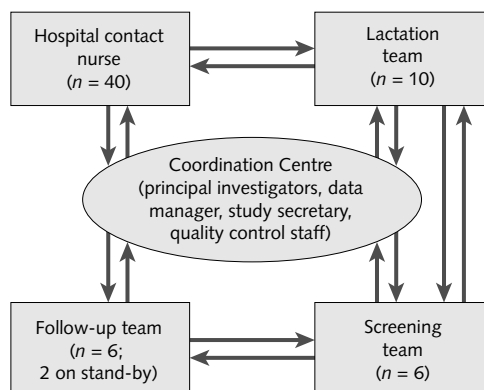 Hospital contact
nurse
(n = 40)
Lactation
team
(n = 10)
Coordination Centre
(principal investigators, data
manager, study secretary,
quality control staff)
Follow-up team
(n = 6;
2 on stand-by)
Screening
team
(n = 6)